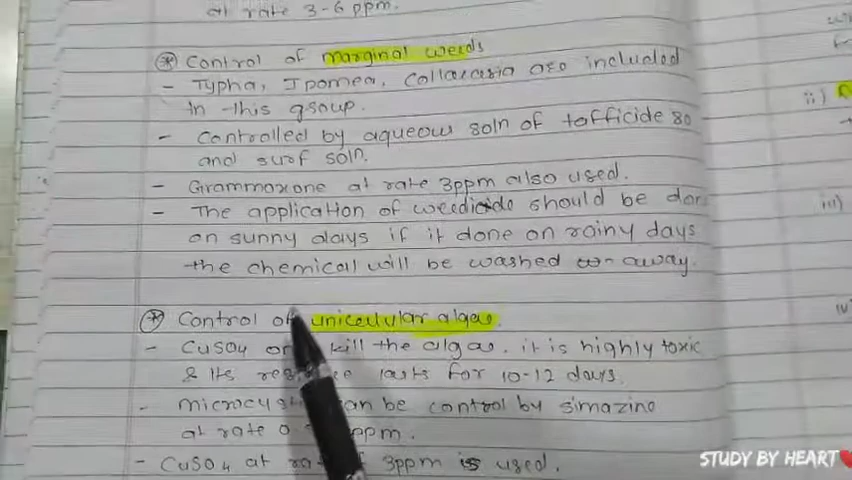 at rate 3-6 ppm.
* Control of marginal weeds
- Typha, Ipomea, Collacasia are included
in this group.
- controlled by aqueous soln of tafficide 80
and surf soln.
- Grammoxone at rate 3ppm also used.
- The application of weedicide should be don
on sunny days if it done on rainy days
the chemical will be washed away.
* Control of unicellular algae.
- CuSO4 kill the algae. it is highly toxic
& its lasts for 10-12 days.
- can be control by simazine
at rate ppm.
- CuSO4 at 3ppm is used.
ii)
iii)
iv
STUDY BY HEART❤